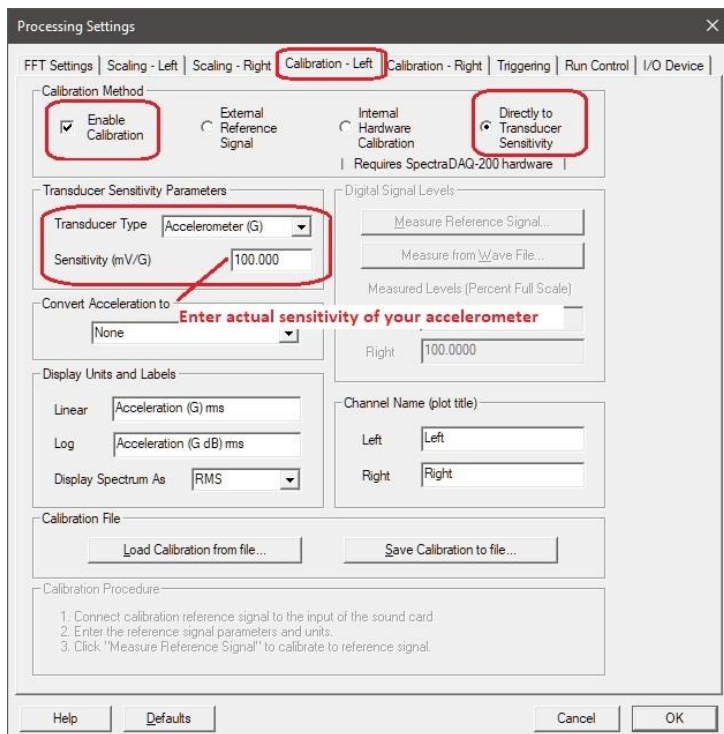 Processing Settings
FFT Settings | Scaling - Left | Scaling - Right | Calibration - Left | Calibration - Right | Triggering | Run Control | I/O Device
Calibration Method
Enable
Calibration
External
Reference
Signal
Internal
Hardware
Calibration
Directly to
Transducer
Sensitivity
| Requires SpectraDAQ-200 hardware |
Transducer Sensitivity Parameters
Transducer Type Accelerometer (G)
Sensitivity (mV/G) 100.000
Digital Signal Levels
Measure Reference Signal...
Measure from Wave File...
Measured Levels (Percent Full Scale)
Right 100.0000
Convert Acceleration to
Enter actual sensitivity of your accelerometer
None
Display Units and Labels
Linear Acceleration (G) rms
Log Acceleration (G dB) rms
Display Spectrum As RMS
Channel Name (plot title)
Left Left
Right Right
Calibration File
Load Calibration from file...
Save Calibration to file...
Calibration Procedure
1. Connect calibration reference signal to the input of the sound card
2. Enter the reference signal parameters and units.
3. Click "Measure Reference Signal" to calibrate to reference signal.
Help Defaults Cancel OK